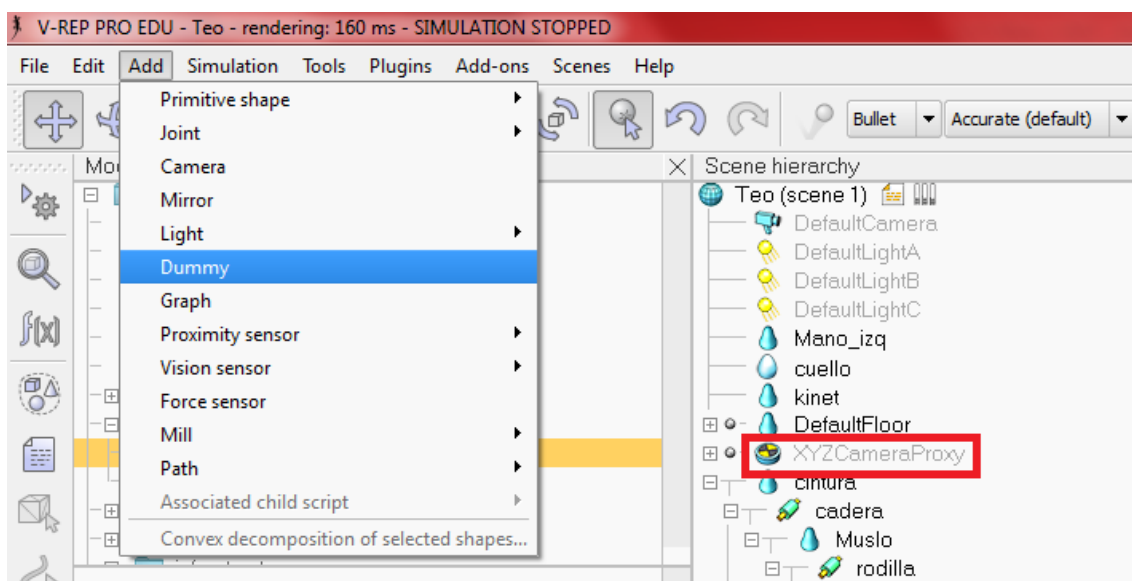 V-REP PRO EDU - Teo - rendering: 160 ms - SIMULATION STOPPED
File Edit Add Simulation Tools Plugins Add-ons Scenes Help
Bullet Accurate (default)
Primitive shape
Joint
Camera
Mirror
Light
Dummy
Graph
Proximity sensor
Vision sensor
Force sensor
Mill
Path
Associated child script
Convex decomposition of selected shapes...
f(x)
Scene hierarchy
Teo (scene 1)
DefaultCamera
DefaultLightA
DefaultLightB
DefaultLightC
Mano_izq
cuello
kinet
DefaultFloor
XYZCameraProxy
cintura
cadera
Muslo
rodilla